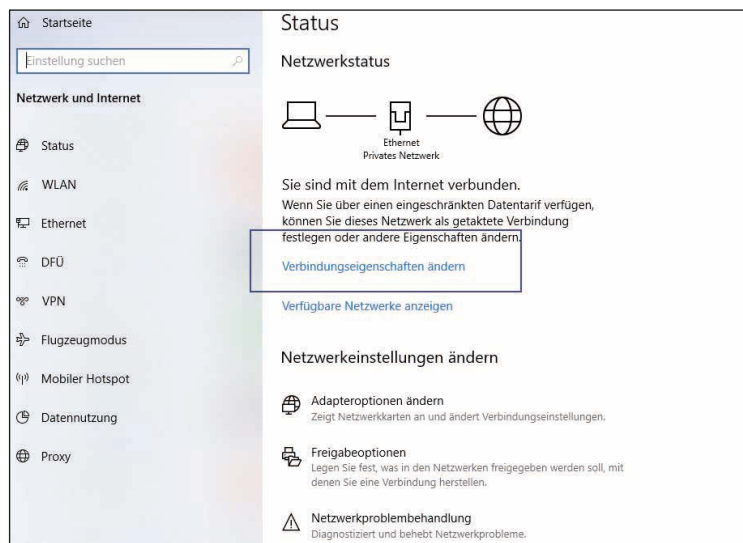 Startseite
Einstellung suchen
Netzwerk und Internet
Status
WLAN
Ethernet
DFÜ
VPN
Flugzeugmodus
Mobiler Hotspot
Datennutzung
Proxy
Status
Netzwerkstatus
Ethernet
Privates Netzwerk
Sie sind mit dem Internet verbunden.
Wenn Sie über einen eingeschränkten Datentarif verfügen,
können Sie dieses Netzwerk als getaktete Verbindung
festlegen oder andere Eigenschaften ändern.
Verbindungseigenschaften ändern
Verfügbare Netzwerke anzeigen
Netzwerkeinstellungen ändern
Adapteroptionen ändern
Zeigt Netzwerkkarten an und ändert Verbindungseinstellungen.
Freigabeoptionen
Legen Sie fest, was in den Netzwerken freigegeben werden soll, mit
denen Sie eine Verbindung herstellen.
Netzwerkproblembehandlung
Diagnostiziert und behebt Netzwerkprobleme.